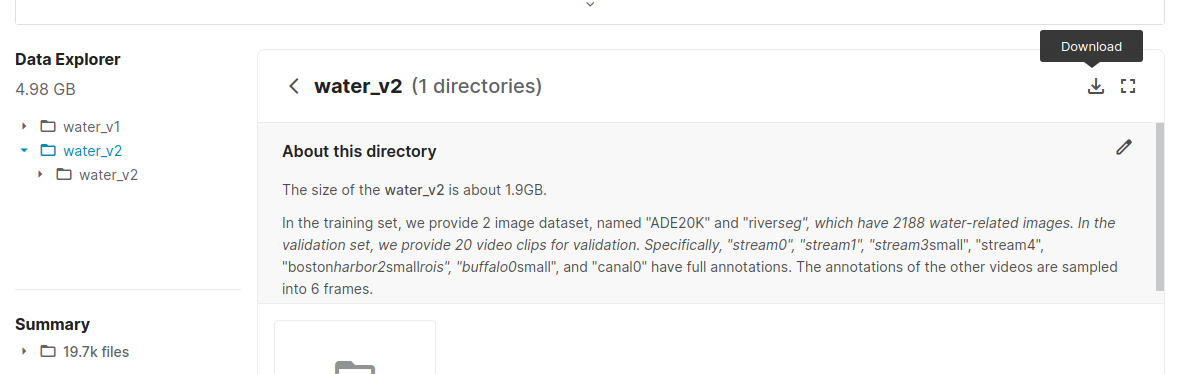 Download
Data Explorer
4.98 GB
water_v1
water_v2
water_v2
water_v2 (1 directories)
About this directory
The size of the water_v2 is about 1.9GB.
In the training set, we provide 2 image dataset, named "ADE20K" and "riverseg", which have 2188 water-related images. In the
validation set, we provide 20 video clips for validation. Specifically, "stream0", "stream1", "stream3small", "stream4",
"bostonharbor2smallrois", "buffalo0small", and "canal0" have full annotations. The annotations of the other videos are sampled
into 6 frames.
Summary
19.7k files